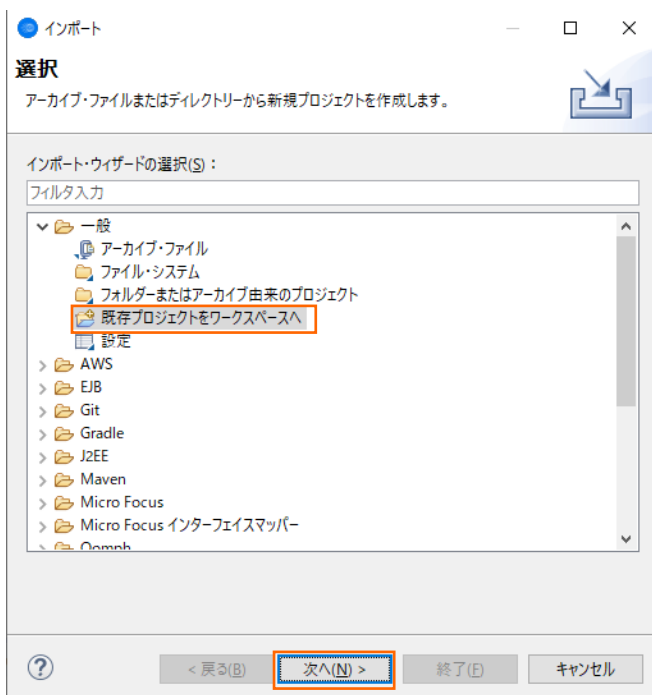 インポート
選択
アーカイブ・ファイルまたはディレクトリーから新規プロジェクトを作成します。
インポート・ウィザードの選択(S)：
フィルタ入力
一般
アーカイブ・ファイル
ファイル・システム
フォルダーまたはアーカイブ由来のプロジェクト
既存プロジェクトをワークスペースへ
設定
AWS
EJB
Git
Gradle
J2EE
Maven
Micro Focus
Micro Focus インターフェイスマッパー
Oomph
< 戻る(B) 次へ(N) > 終了(F) キャンセル